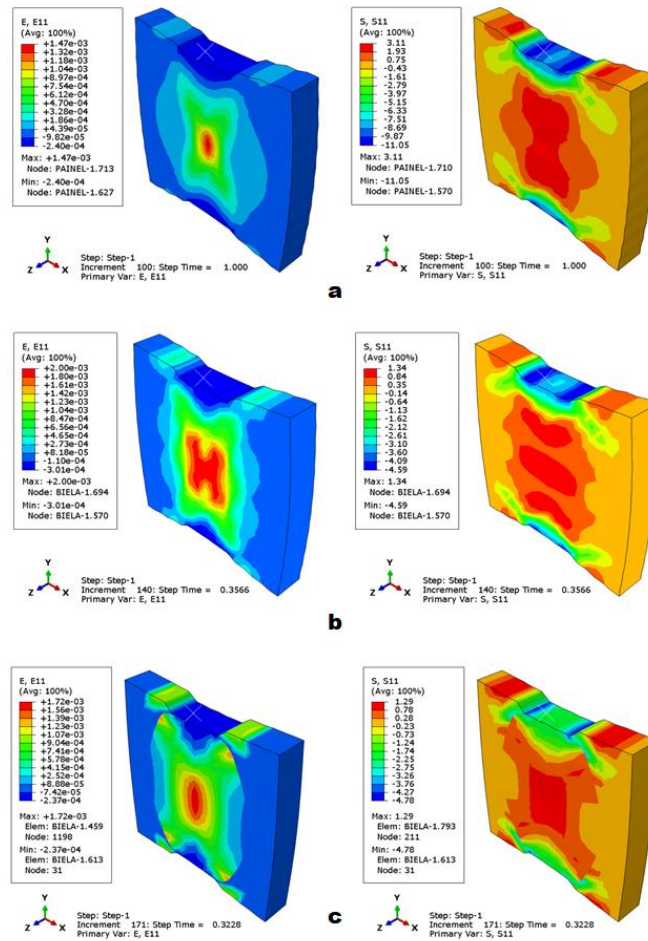 E, E11
(Avg: 100%)
+1.47e-03
+1.32e-03
+1.18e-03
+1.04e-03
+8.97e-04
+7.54e-04
+6.12e-04
+4.70e-04
+3.28e-04
+1.86e-04
+4.39e-05
-9.82e-05
-2.40e-04
Max: +1.47e-03
Node: PAINEL-1.713
Min: -2.40e-04
Node: PAINEL-1.627
Y
Z
X
Step: Step-1
Increment 100: Step Time = 1.000
Primary Var: E, E11
S, S11
(Avg: 100%)
3.11
1.93
0.75
-0.43
-1.61
-2.79
-3.97
-5.15
-6.33
-7.51
-8.69
-9.87
-11.05
Max: 3.11
Node: PAINEL-1.710
Min: -11.05
Node: PAINEL-1.570
Y
Z
X
Step: Step-1
Increment 100: Step Time = 1.000
Primary Var: S, S11
a
E, E11
(Avg: 100%)
+2.00e-03
+1.80e-03
+1.61e-03
+1.42e-03
+1.23e-03
+1.04e-03
+8.47e-04
+6.56e-04
+4.65e-04
+2.73e-04
+8.18e-05
-1.10e-04
-3.01e-04
Max: +2.00e-03
Node: BIELA-1.694
Min: -3.01e-04
Node: BIELA-1.570
Y
Z
X
Step: Step-1
Increment 140: Step Time = 0.3566
Primary Var: E, E11
S, S11
(Avg: 100%)
1.34
0.84
0.35
-0.14
-0.64
-1.13
-1.62
-2.12
-2.61
-3.10
-3.60
-4.09
-4.59
Max: 1.34
Node: BIELA-1.694
Min: -4.59
Node: BIELA-1.570
Y
Z
X
Step: Step-1
Increment 140: Step Time = 0.3566
Primary Var: S, S11
b
E, E11
(Avg: 100%)
+1.72e-03
+1.56e-03
+1.39e-03
+1.23e-03
+1.07e-03
+9.04e-04
+7.41e-04
+5.78e-04
+4.15e-04
+2.52e-04
+8.88e-05
-7.42e-05
-2.37e-04
Max: +1.72e-03
Elem: BIELA-1.459
Node: 1198
Min: -2.37e-04
Elem: BIELA-1.613
Node: 31
Y
Z
X
Step: Step-1
Increment 171: Step Time = 0.3228
Primary Var: E, E11
S, S11
(Avg: 100%)
1.29
0.78
0.28
-0.23
-0.73
-1.24
-1.74
-2.25
-2.75
-3.26
-3.76
-4.27
-4.78
Max: 1.29
Elem: BIELA-1.793
Node: 211
Min: -4.78
Elem: BIELA-1.613
Node: 31
Y
Z
X
Step: Step-1
Increment 171: Step Time = 0.3228
Primary Var: S, S11
c